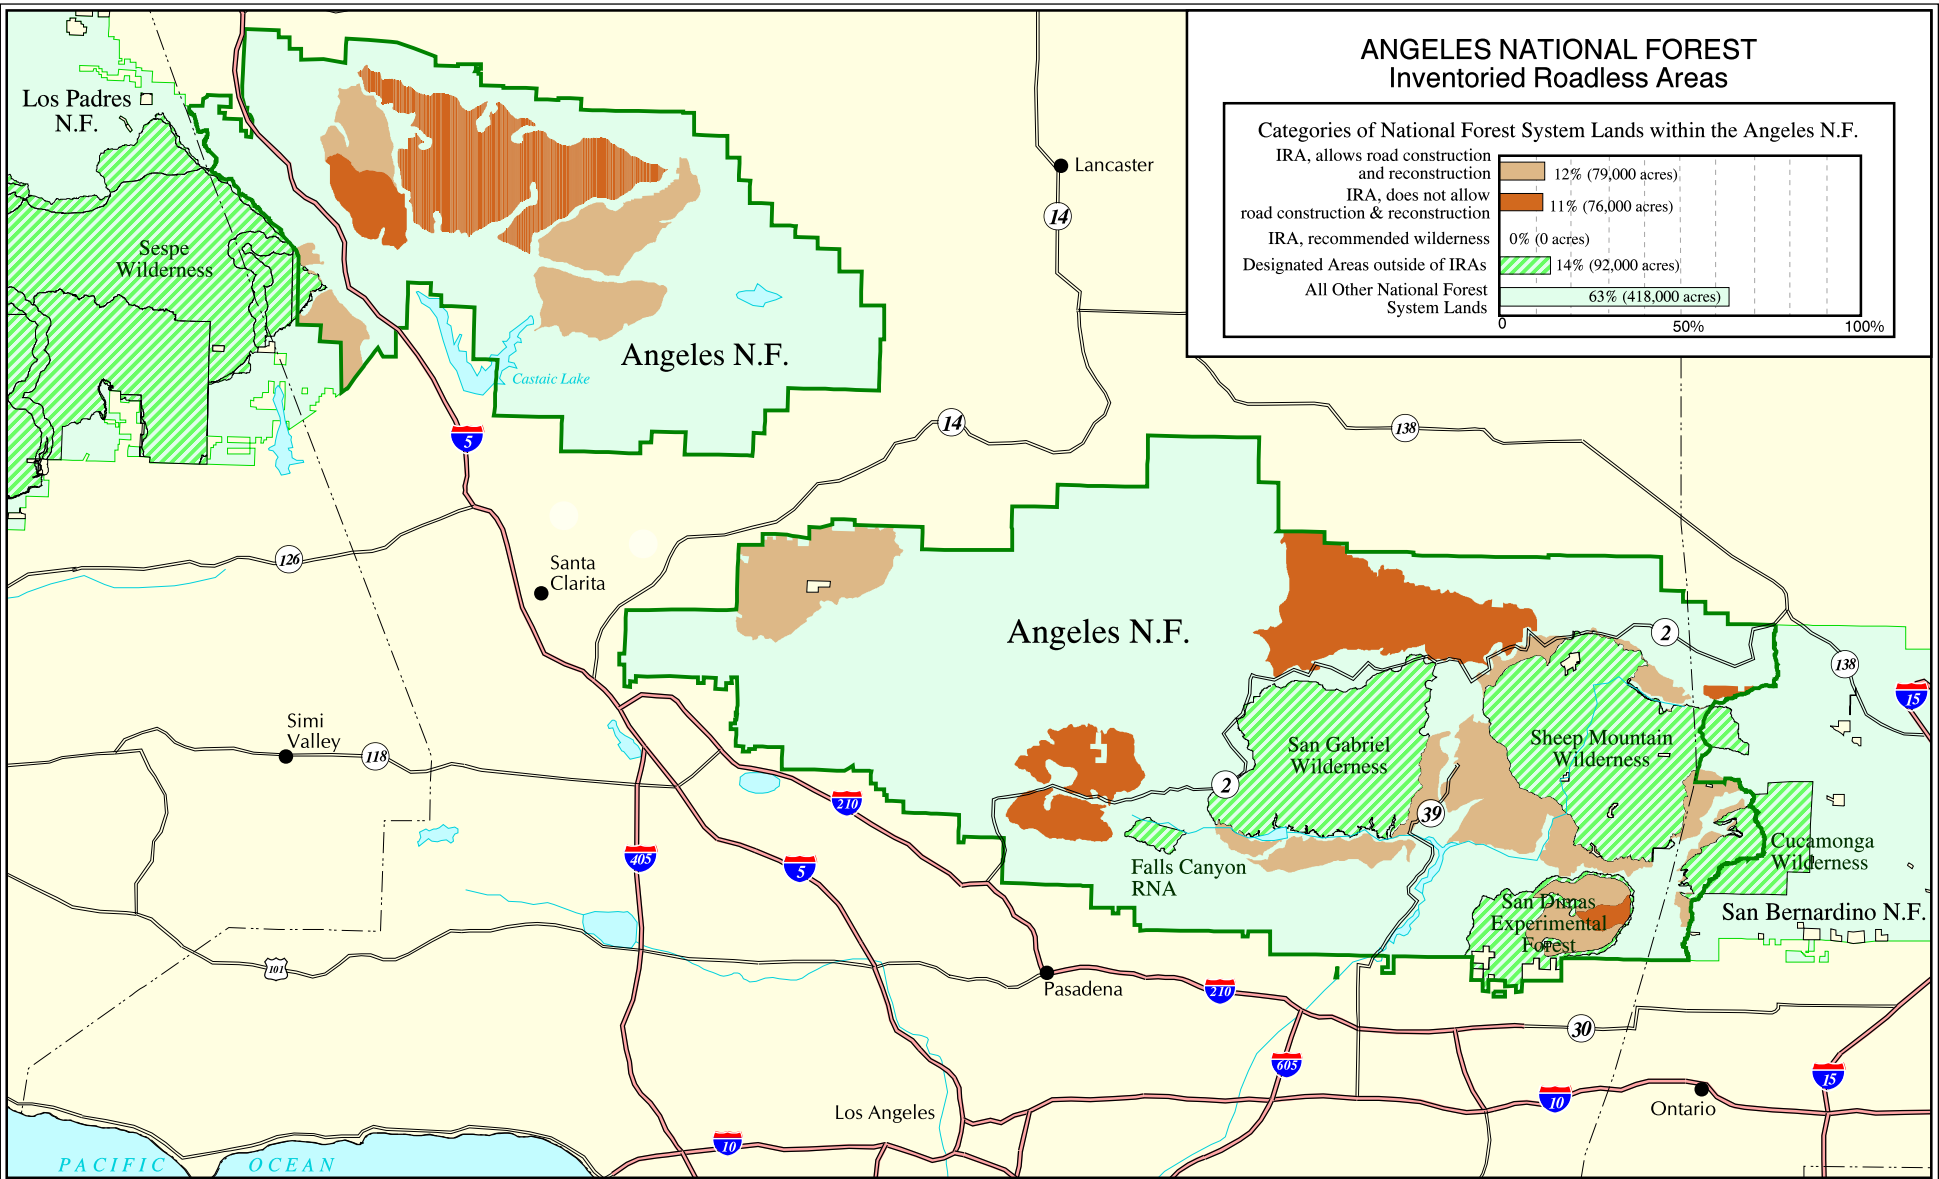 ANGELES NATIONAL FOREST
Inventoried Roadless Areas
Categories of National Forest System Lands within the Angeles N.F.
IRA, allows road construction
and reconstruction
12% (79,000 acres)
IRA, does not allow
road construction & reconstruction
11% (76,000 acres)
IRA, recommended wilderness
0% (0 acres)
Designated Areas outside of IRAs
14% (92,000 acres)
All Other National Forest
System Lands
63% (418,000 acres)
0
50%
100%
Los Padres
N.F.
Lancaster
14
Sespe
Wilderness
Angeles N.F.
Castaic Lake
14
138
5
126
Santa
Clarita
Angeles N.F.
2
138
15
Simi
Valley
118
San Gabriel
Wilderness
Sheep Mountain
Wilderness
2
210
39
405
5
Falls Canyon
RNA
Cucamonga
Wilderness
San Dimas
Experimental
Forest
San Bernardino N.F.
101
Pasadena
210
30
605
15
10
Ontario
Los Angeles
10
PACIFIC OCEAN